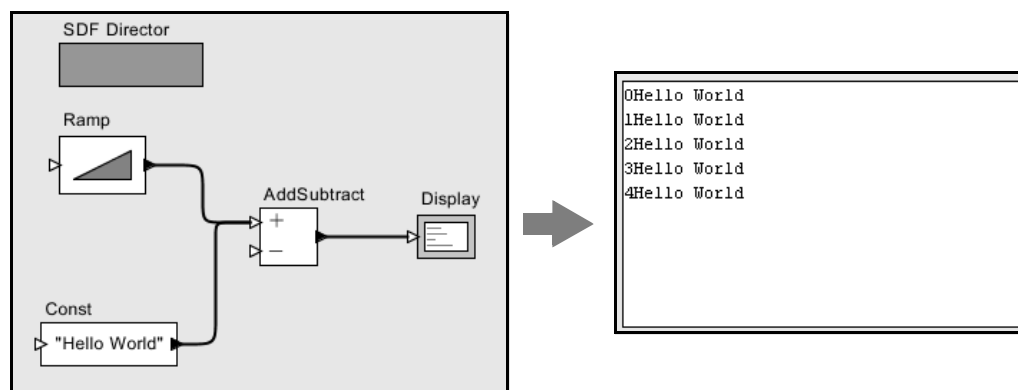 SDF Director
Ramp
AddSubtract
+
−
Display
Const
"Hello World"
0Hello World
1Hello World
2Hello World
3Hello World
4Hello World